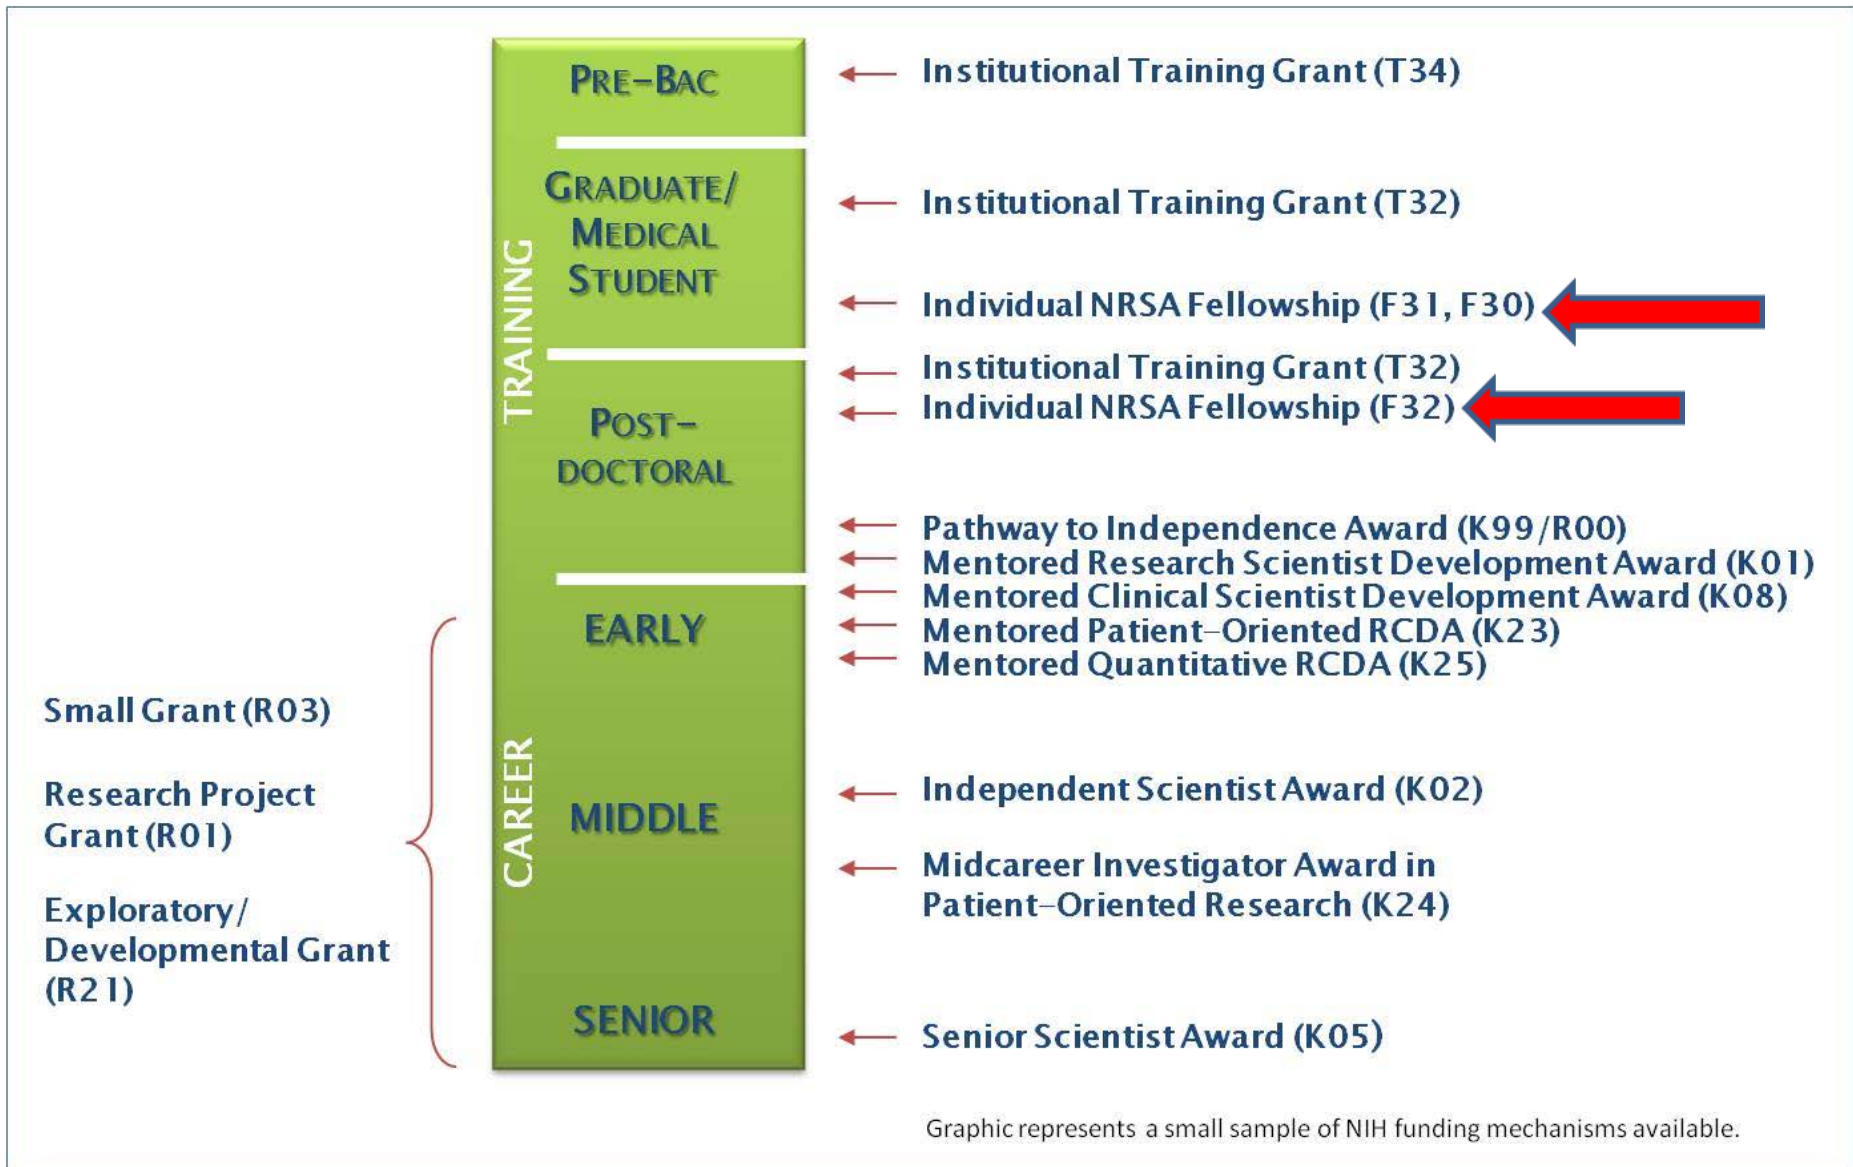 PRE-BAC
GRADUATE/
MEDICAL
STUDENT
TRAINING
POST-
DOCTORAL
EARLY
CAREER
MIDDLE
SENIOR
Institutional Training Grant (T34)
Institutional Training Grant (T32)
Individual NRSA Fellowship (F31, F30)
Institutional Training Grant (T32)
Individual NRSA Fellowship (F32)
Pathway to Independence Award (K99/R00)
Mentored Research Scientist Development Award (K01)
Mentored Clinical Scientist Development Award (K08)
Mentored Patient-Oriented RCDA (K23)
Mentored Quantitative RCDA (K25)
Independent Scientist Award (K02)
Midcareer Investigator Award in
Patient-Oriented Research (K24)
Senior Scientist Award (K05)
Small Grant (R03)
Research Project
Grant (R01)
Exploratory/
Developmental Grant
(R21)
Graphic represents a small sample of NIH funding mechanisms available.